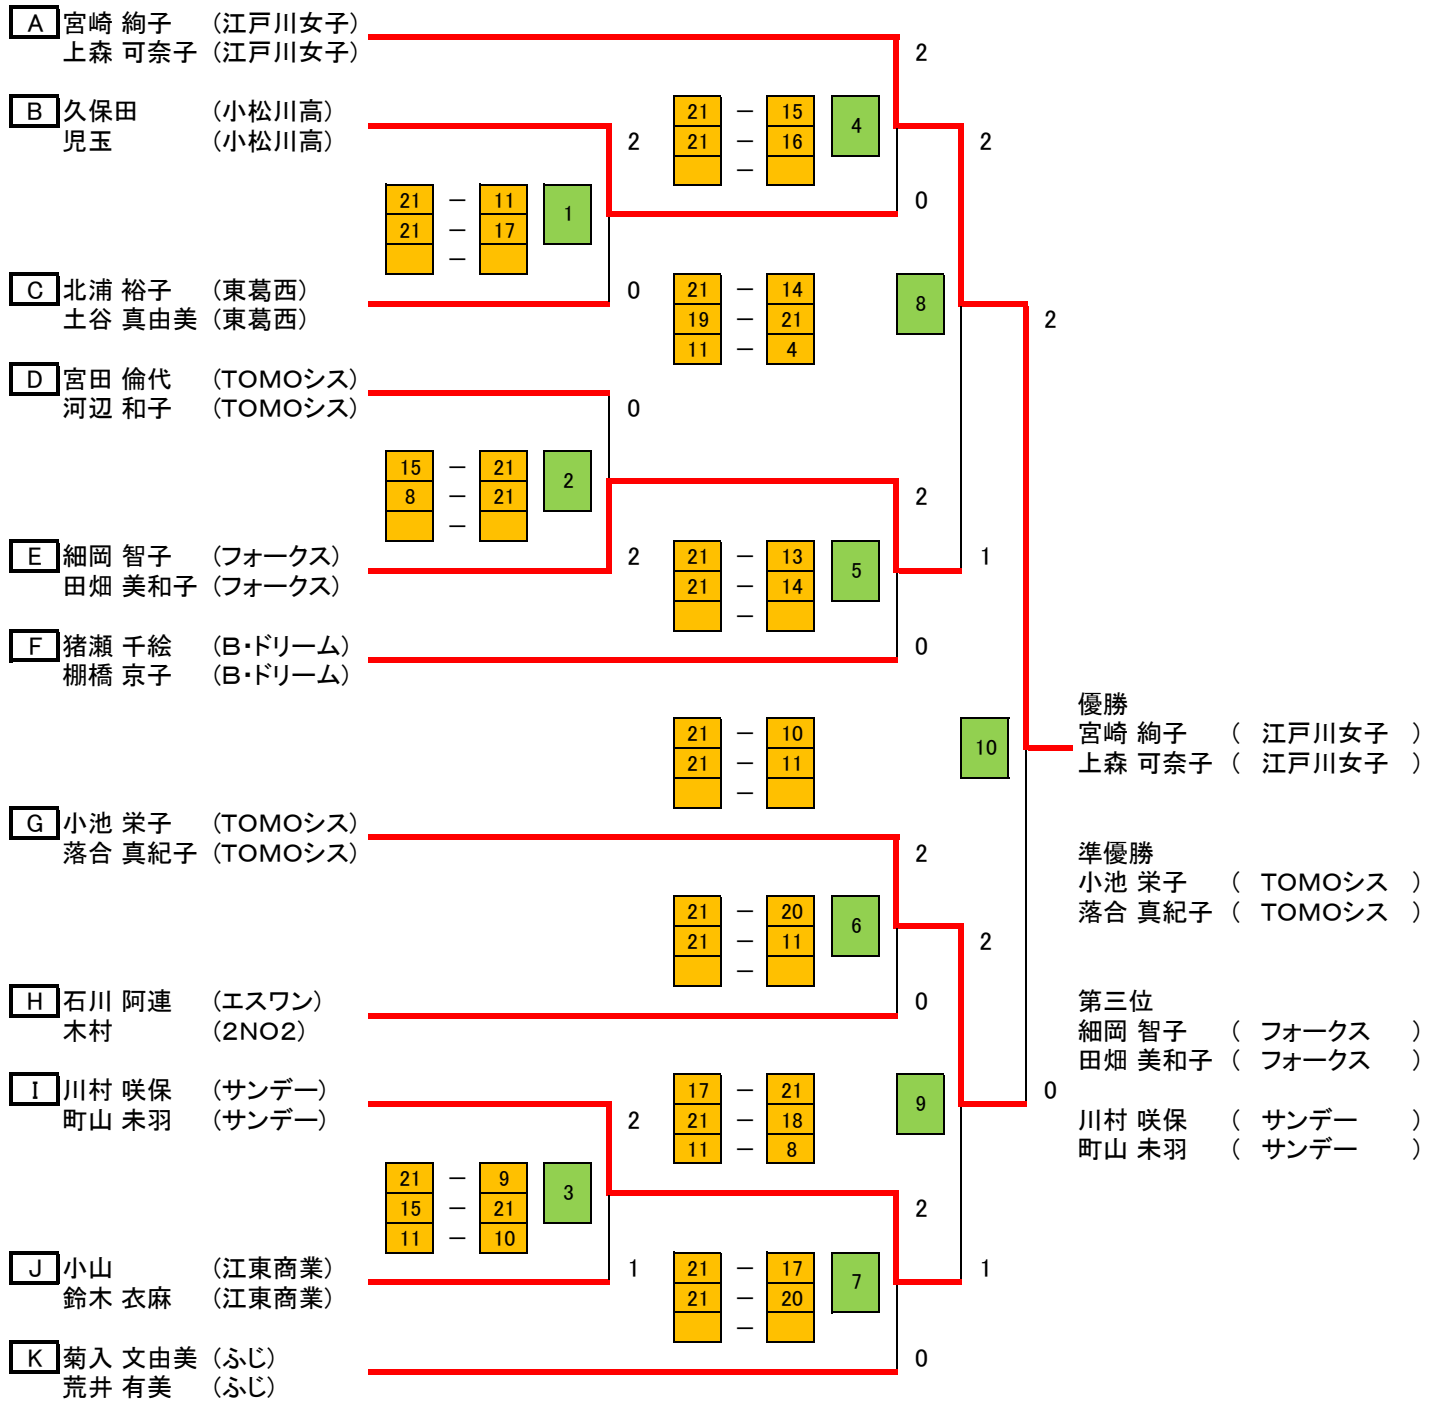 A 宮崎 絢子 (江戸川女子)
上森 可奈子 (江戸川女子)
2
B 久保田 (小松川高)
児玉 (小松川高)
2
21 － 15 4
21 － 16
－
2
21 － 11 1
21 － 17
－
0
C 北浦 裕子 (東葛西)
土谷 真由美 (東葛西)
0
21 － 14 8
19 － 21
11 － 4
2
D 宮田 倫代 (TOMOシス)
河辺 和子 (TOMOシス)
0
15 － 21 2
8 － 21
－
2
E 細岡 智子 (フォークス)
田畑 美和子 (フォークス)
2
21 － 13 5
21 － 14
－
1
F 猪瀬 千絵 (B・ドリーム)
棚橋 京子 (B・ドリーム)
0
21 － 10 10
21 － 11
－
優勝
宮崎 絢子 ( 江戸川女子 )
上森 可奈子 ( 江戸川女子 )
G 小池 栄子 (TOMOシス)
落合 真紀子 (TOMOシス)
2
準優勝
小池 栄子 ( TOMOシス )
落合 真紀子 ( TOMOシス )
21 － 20 6
21 － 11
－
2
H 石川 阿連 (エスワン)
木村 (2NO2)
0
第三位
細岡 智子 ( フォークス )
田畑 美和子 ( フォークス )
I 川村 咲保 (サンデー)
町山 未羽 (サンデー)
2
17 － 21 9
21 － 18
11 － 8
0
川村 咲保 ( サンデー )
町山 未羽 ( サンデー )
21 － 9 3
15 － 21
11 － 10
2
J 小山 (江東商業)
鈴木 衣麻 (江東商業)
1
21 － 17 7
21 － 20
－
1
K 菊入 文由美 (ふじ)
荒井 有美 (ふじ)
0